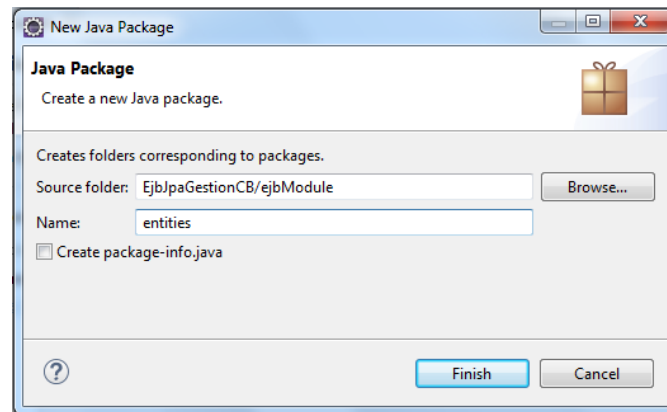 New Java Package
Java Package
Create a new Java package.
Creates folders corresponding to packages.
Source folder: EjbJpaGestionCB/ejbModule Browse...
Name: entities
Create package-info.java
? Finish Cancel